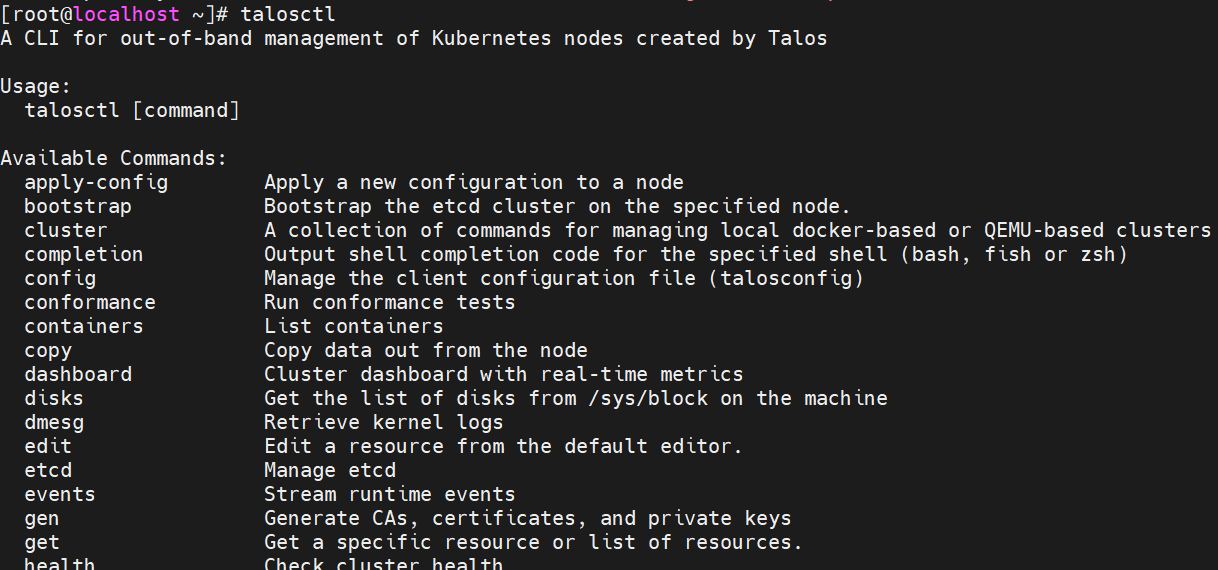 [root@localhost ~]# talosctl
A CLI for out-of-band management of Kubernetes nodes created by Talos
Usage:
  talosctl [command]
Available Commands:
  apply-config        Apply a new configuration to a node
  bootstrap           Bootstrap the etcd cluster on the specified node.
  cluster             A collection of commands for managing local docker-based or QEMU-based clusters
  completion          Output shell completion code for the specified shell (bash, fish or zsh)
  config              Manage the client configuration file (talosconfig)
  conformance         Run conformance tests
  containers          List containers
  copy                Copy data out from the node
  dashboard           Cluster dashboard with real-time metrics
  disks               Get the list of disks from /sys/block on the machine
  dmesg               Retrieve kernel logs
  edit                Edit a resource from the default editor.
  etcd                Manage etcd
  events              Stream runtime events
  gen                 Generate CAs, certificates, and private keys
  get                 Get a specific resource or list of resources.
  health              Check cluster health